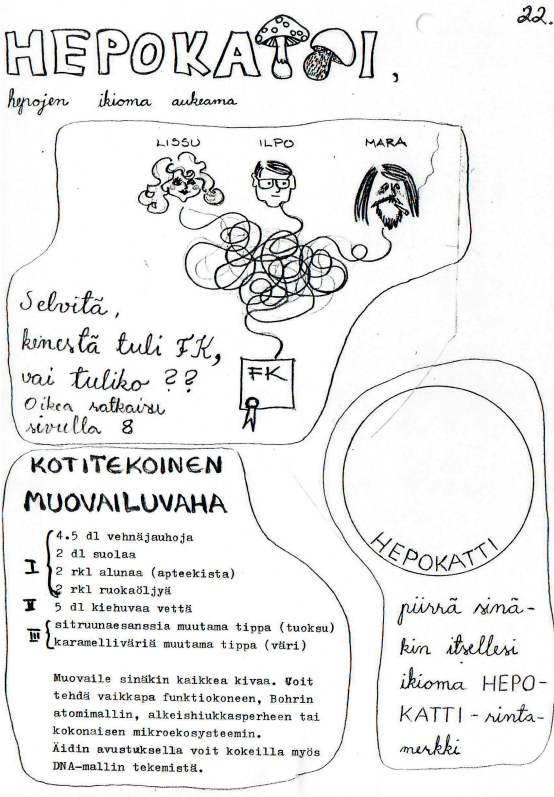 22.
HEPOKATTI,
hepojen ikioma aukeama
LISSU ILPO MARA
Selvitä,
kenestä tuli FK,
vai tuliko ??
Oikea ratkaisu
sivulla 8
FK
KOTITEKOINEN
MUOVAILUVAHA
I
4.5 dl vehnäjauhoja
2 dl suolaa
2 rkl alunaa (apteekista)
2 rkl ruokaöljyä
II 5 dl kiehuvaa vettä
III
sitruunaesanssia muutama tippa (tuoksu)
karamelliväriä muutama tippa (väri)
Muovaile sinäkin kaikkea kivaa. Voit
tehdä vaikkapa funktiokoneen, Bohrin
atomimallin, alkeishiukkasperheen tai
kokonaisen mikroekosysteemin.
Äidin avustuksella voit kokeilla myös
DNA-mallin tekemistä.
HEPOKATTI
piirrä sinä-
kin itsellesi
ikioma HEPO-
KATTI-rinta-
merkki